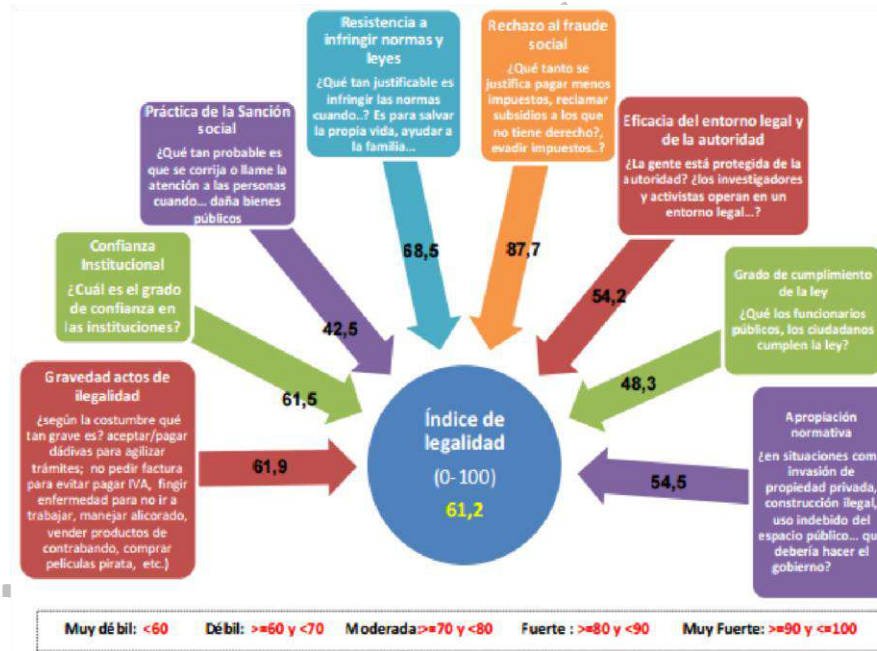 Resistencia a
infringir normas y
leyes
¿Qué tan justificable es
infringir las normas
cuando..? Es para salvar
la propia vida, ayudar a
la familia...
68,5
Rechazo al fraude
social
¿Qué tanto se
justifica pagar menos
impuestos, reclamar
subsidios a los que
no tiene derecho?,
evadir impuestos..?
87,7
Práctica de la Sanción
social
¿Qué tan probable es
que se corrija o llame la
atención a las personas
cuando... daña bienes
públicos
42,5
Eficacia del entorno legal y
de la autoridad
¿La gente está protegida de la
autoridad? ¿los investigadores
y activistas operan en un
entorno legal...?
54,2
Confianza
Institucional
¿Cuál es el grado
de confianza en
las instituciones?
61,5
Grado de cumplimiento
de la ley
¿Qué los funcionarios
públicos, los ciudadanos
cumplen la ley?
48,3
Gravedad actos de
ilegalidad
¿según la costumbre qué
tan grave es? aceptar/pagar
dádivas para agilizar
trámites; no pedir factura
para evitar pagar IVA, fingir
enfermedad para no ir a
trabajar, manejar alicorado,
vender productos de
contrabando, comprar
películas pirata, etc.)
61,9
Índice de
legalidad
(0-100)
61,2
Apropiación
normativa
¿en situaciones com
invasión de
propiedad privada,
construcción ilegal,
uso indebido del
espacio público... qu
debería hacer el
gobierno?
54,5
Muy débil: <60 Débil: >=60 y <70 Moderada:>=70 y <80 Fuerte : >=80 y <90 Muy Fuerte: >=90 y <=100